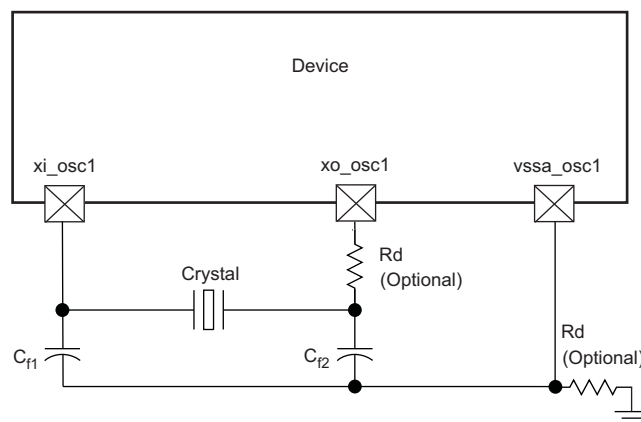 Device
xi_osc1
xo_osc1
vssa_osc1
Rd
(Optional)
Crystal
Rd
(Optional)
Cf1
Cf2